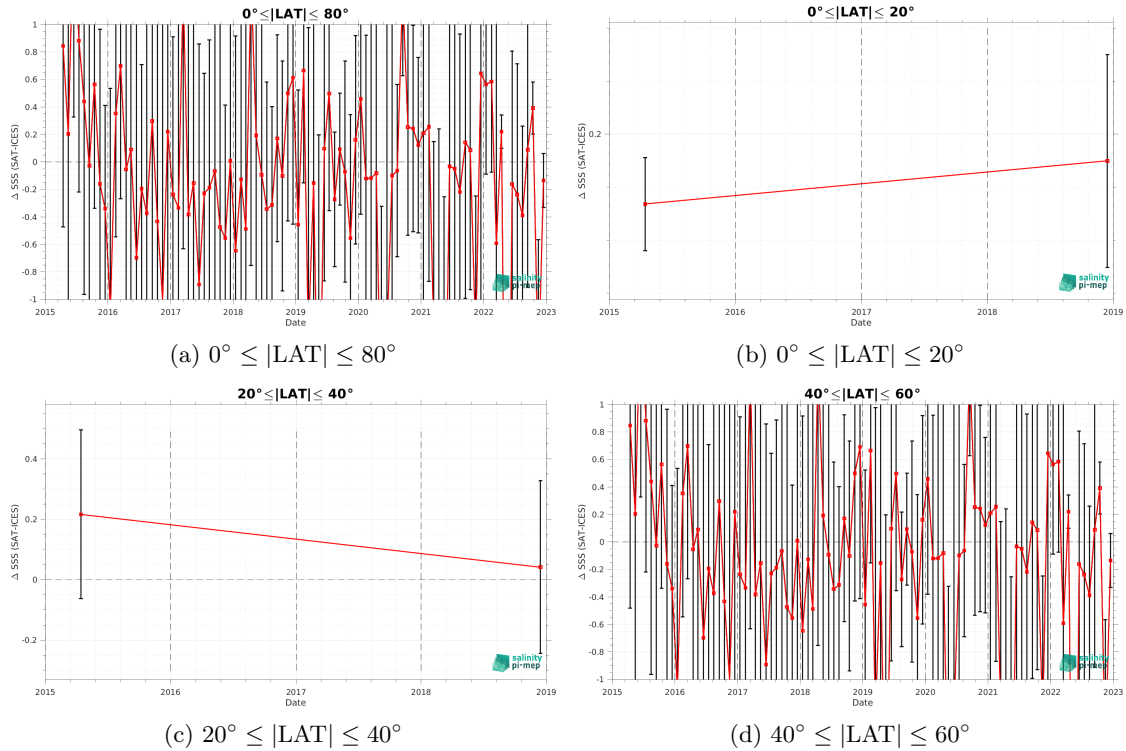 0°≤|LAT|≤ 80°
Δ SSS (SAT-ICES)
1
0.8
0.6
0.4
0.2
0
-0.2
-0.4
-0.6
-0.8
-1
2015 2016 2017 2018 2019 2020 2021 2022 2023
Date
salinity
pi-mep
(a) 0° ≤ |LAT| ≤ 80°
0°≤|LAT|≤ 20°
Δ SSS (SAT-ICES)
0.2
2015 2016 2017 2018 2019
Date
salinity
pi-mep
(b) 0° ≤ |LAT| ≤ 20°
20°≤|LAT|≤ 40°
Δ SSS (SAT-ICES)
0.4
0.2
0
-0.2
2015 2016 2017 2018 2019
Date
salinity
pi-mep
(c) 20° ≤ |LAT| ≤ 40°
40°≤|LAT|≤ 60°
Δ SSS (SAT-ICES)
1
0.8
0.6
0.4
0.2
0
-0.2
-0.4
-0.6
-0.8
-1
2015 2016 2017 2018 2019 2020 2021 2022 2023
Date
salinity
pi-mep
(d) 40° ≤ |LAT| ≤ 60°